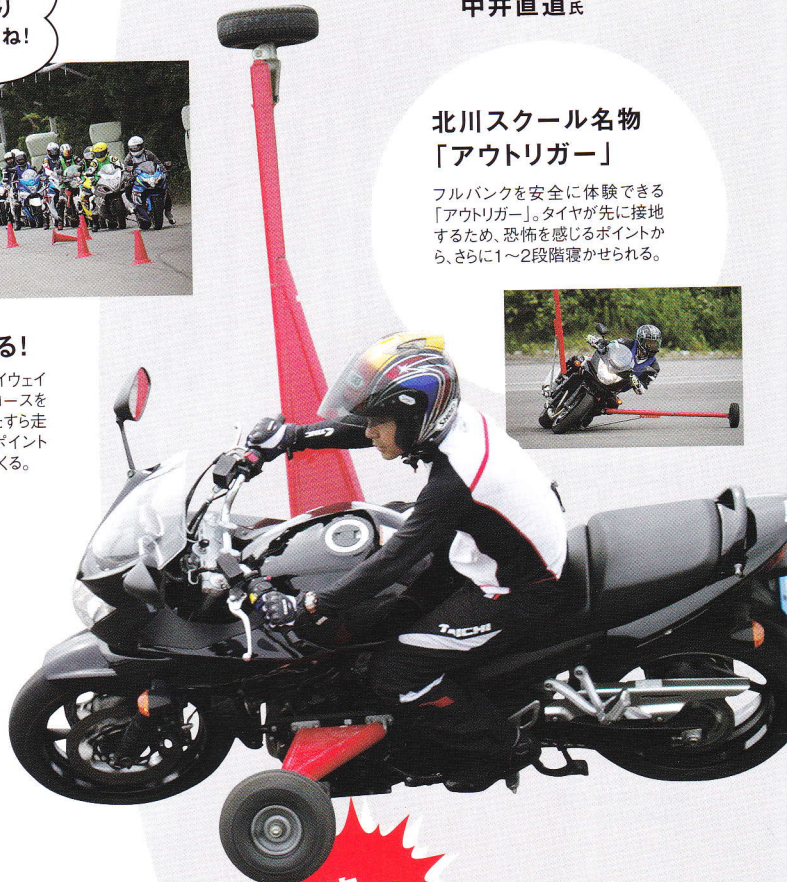 り
ね!
中井直道氏
北川スクール名物
「アウトリガー」
フルバンクを安全に体験できる
「アウトリガー」。タイヤが先に接地
するため、恐怖を感じるポイントか
ら、さらに1〜2段階寝かせられる。
る!
イウェイ
コースを
たすら走
ポイント
くる。
TAICHI